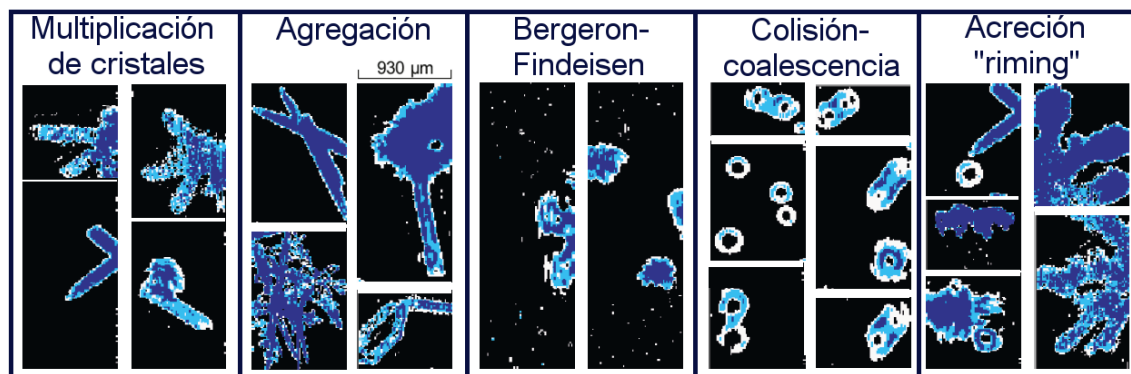 Multiplicación
de cristales
Agregación
930 µm
Bergeron-
Findeisen
Colisión-
coalescencia
Acreción
"riming"